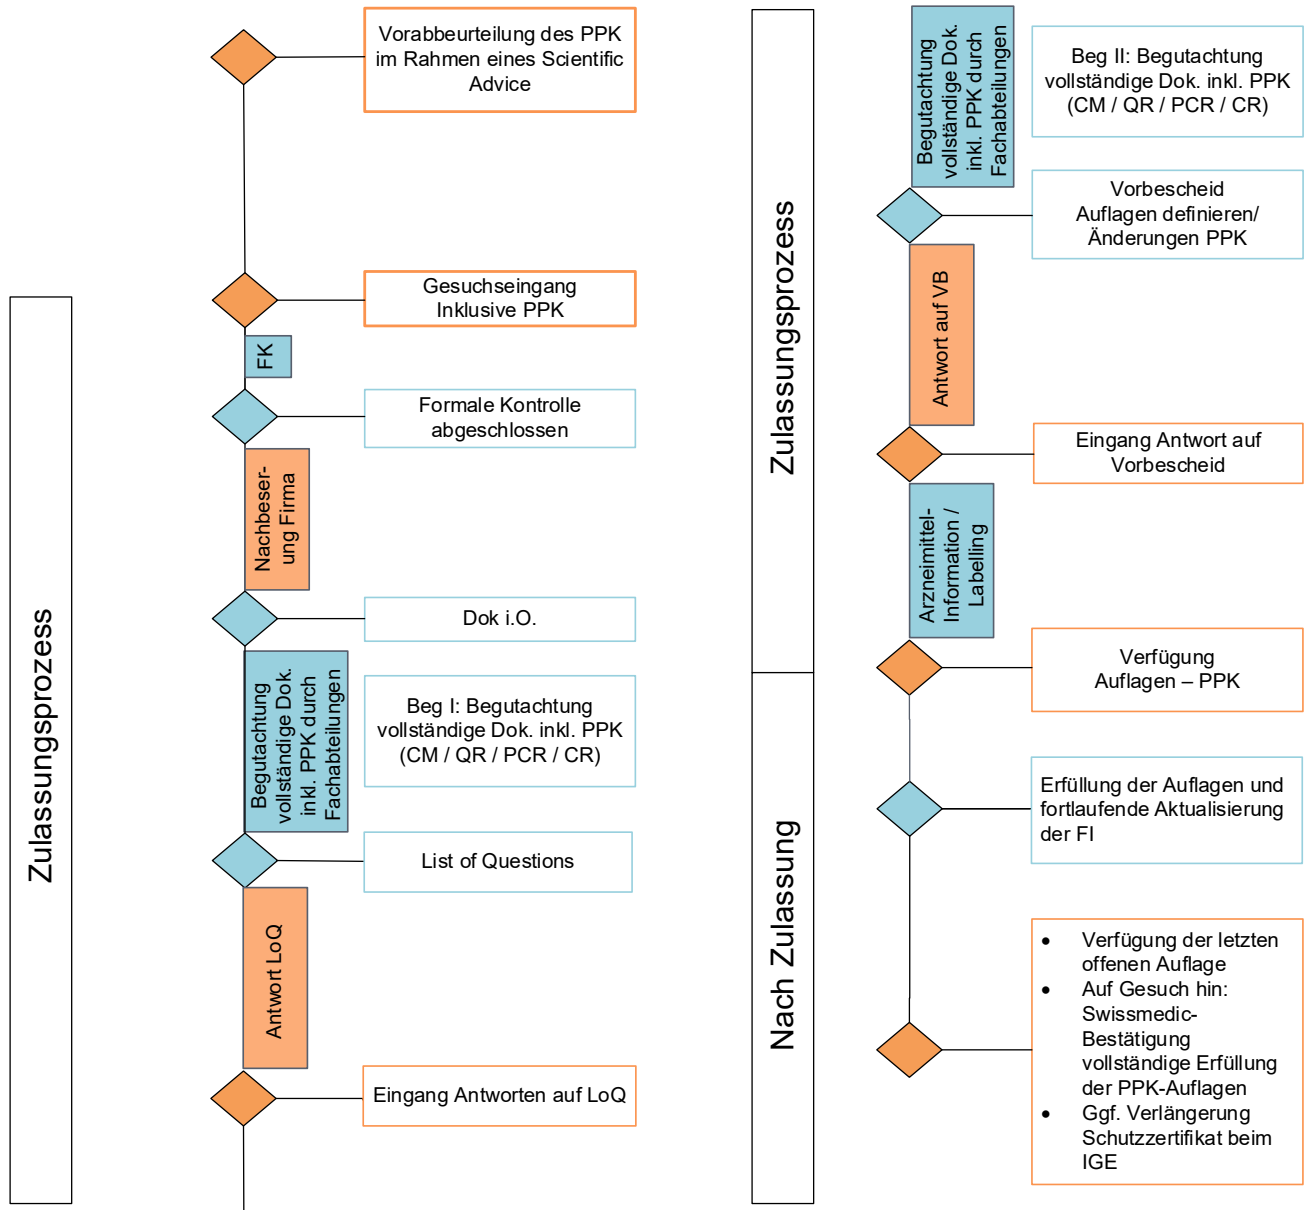 Vorabbeurteilung des PPK
im Rahmen eines Scientific
Advice
Zulassungsprozess
Gesuchseingang
Inklusive PPK
FK
Formale Kontrolle
abgeschlossen
Nachbeser-
ung Firma
Dok i.O.
Begutachtung
vollständige Dok.
inkl. PPK durch
Fachabteilungen
Beg I: Begutachtung
vollständige Dok. inkl. PPK
(CM / QR / PCR / CR)
List of Questions
Antwort LoQ
Eingang Antworten auf LoQ
Zulassungsprozess
Begutachtung
vollständige Dok.
inkl. PPK durch
Fachabteilungen
Beg II: Begutachtung
vollständige Dok. inkl. PPK
(CM / QR / PCR / CR)
Vorbescheid
Auflagen definieren/
Änderungen PPK
Antwort auf VB
Eingang Antwort auf
Vorbescheid
Arzneimittel-
Information /
Labelling
Verfügung
Auflagen – PPK
Nach Zulassung
Erfüllung der Auflagen und
fortlaufende Aktualisierung
der FI
• Verfügung der letzten
offenen Auflage
• Auf Gesuch hin:
Swissmedic-
Bestätigung
vollständige Erfüllung
der PPK-Auflagen
• Ggf. Verlängerung
Schutzzertifikat beim
IGE